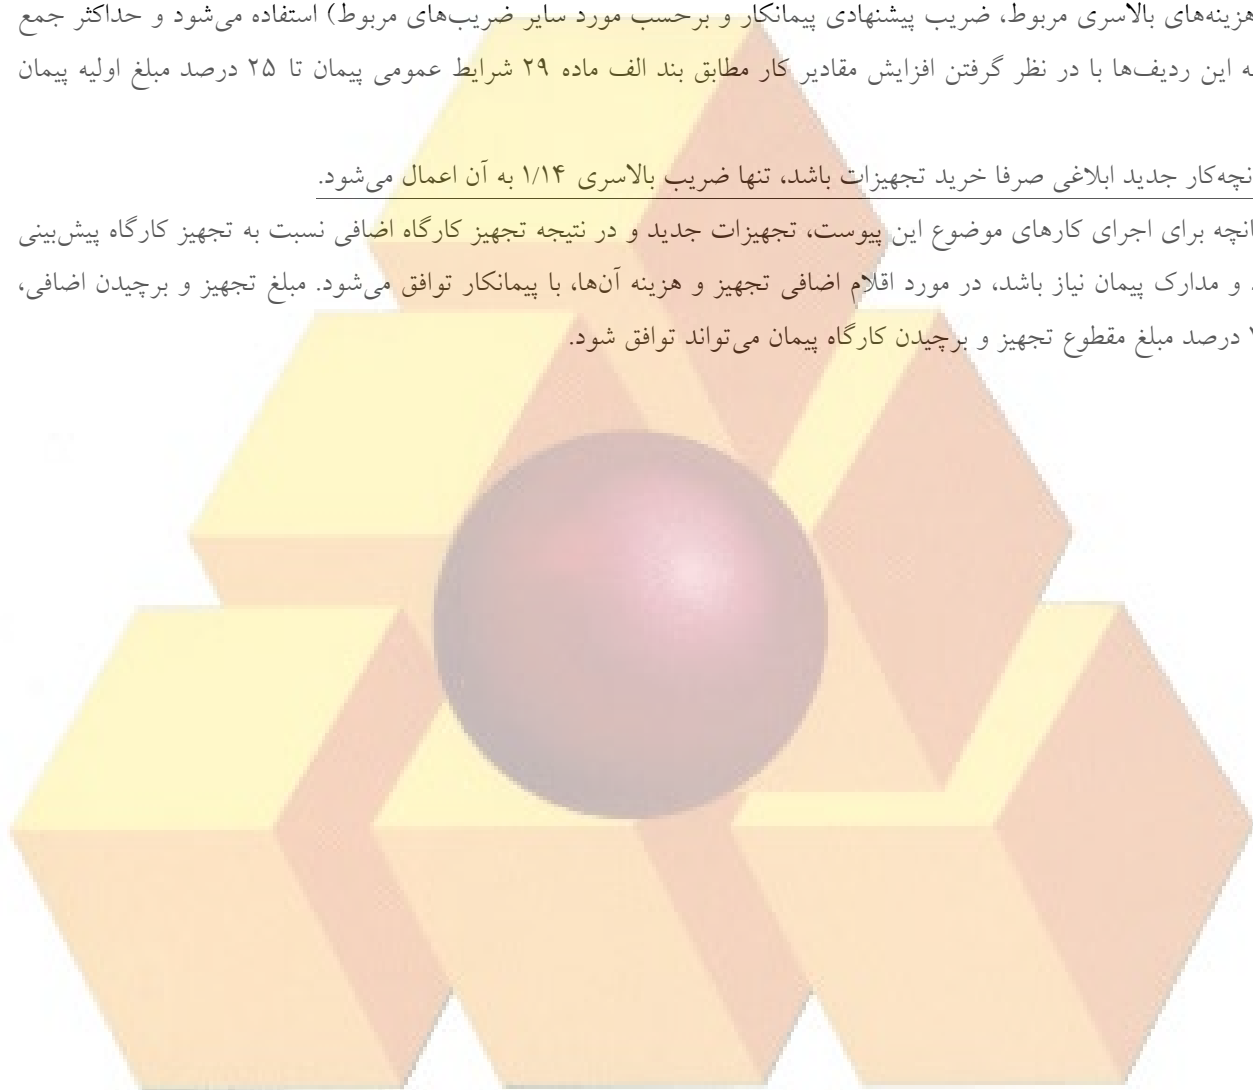 هزینه‌های بالاسری مربوط، ضریب پیشنهادی پیمانکار و برحسب مورد سایر ضریب‌های مربوط) استفاده می‌شود و حداکثر جمع
ه این ردیف‌ها با در نظر گرفتن افزایش مقادیر کار مطابق بند الف ماده ۲۹ شرایط عمومی پیمان تا ۲۵ درصد مبلغ اولیه پیمان
نچه‌کار جدید ابلاغی صرفا خرید تجهیزات باشد، تنها ضریب بالاسری ۱/۱۴ به آن اعمال می‌شود.
انچه برای اجرای کارهای موضوع این پیوست، تجهیزات جدید و در نتیجه تجهیز کارگاه اضافی نسبت به تجهیز کارگاه پیش‌بینی
و مدارک پیمان نیاز باشد، در مورد اقلام اضافی تجهیز و هزینه آن‌ها، با پیمانکار توافق می‌شود. مبلغ تجهیز و برچیدن اضافی،
درصد مبلغ مقطوع تجهیز و برچیدن کارگاه پیمان می‌تواند توافق شود.